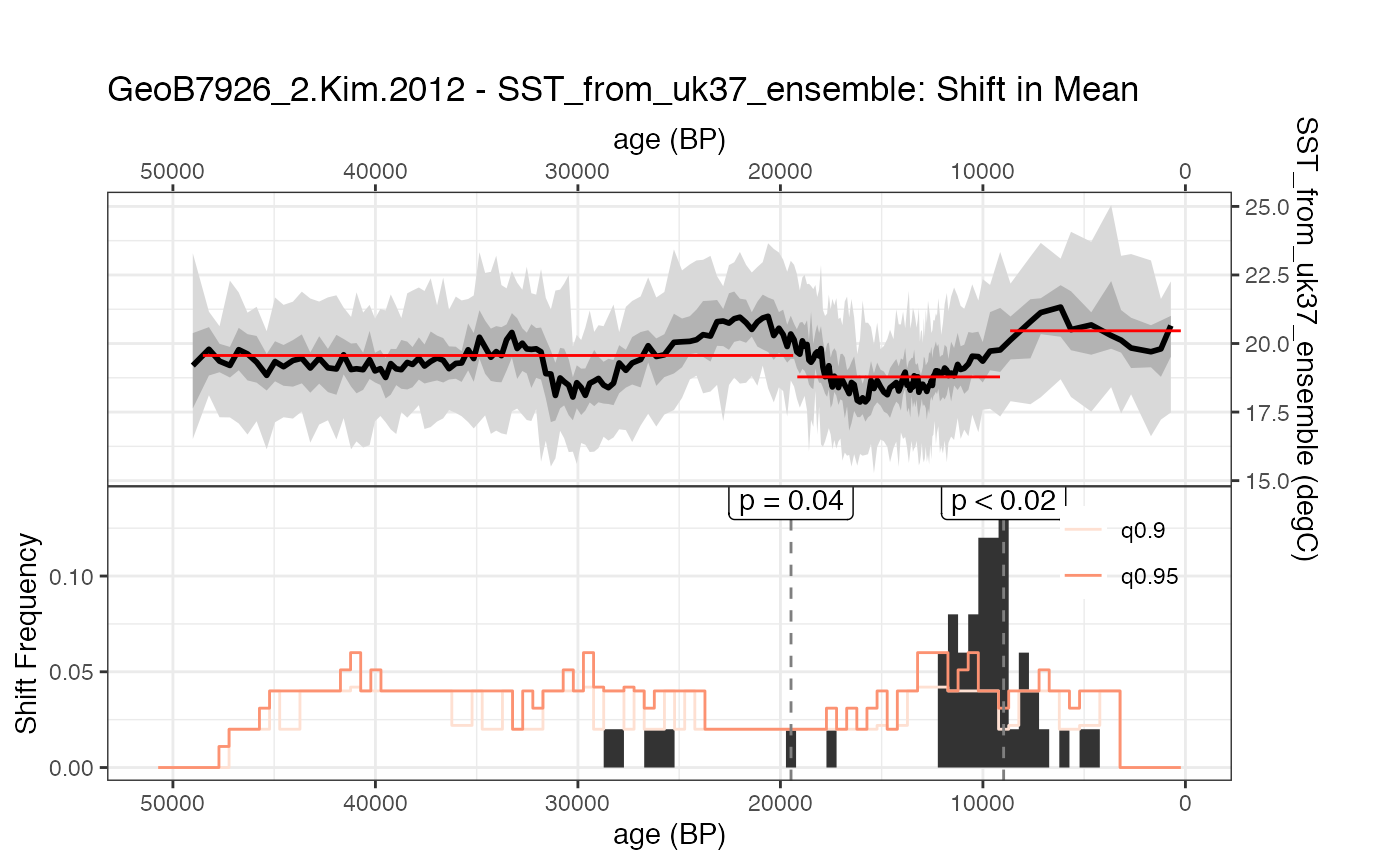 GeoB7926_2.Kim.2012 - SST_from_uk37_ensemble: Shift in Mean
age (BP)
50000 40000 30000 20000 10000 0
25.0
22.5
20.0
17.5
15.0
SST_from_uk37_ensemble (degC)
p = 0.04 p < 0.02
q0.9
q0.95
Shift Frequency
0.10
0.05
0.00
50000 40000 30000 20000 10000 0
age (BP)